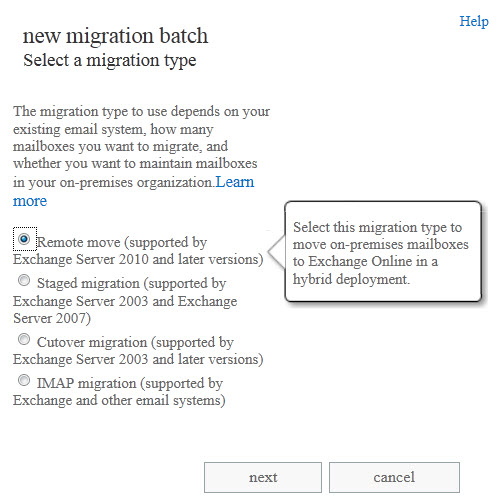 Help
new migration batch
Select a migration type
The migration type to use depends on your
existing email system, how many
mailboxes you want to migrate, and
whether you want to maintain mailboxes
in your on-premises organization.Learn
more
Remote move (supported by
Exchange Server 2010 and later versions)
Select this migration type to
move on-premises mailboxes
to Exchange Online in a
hybrid deployment.
Staged migration (supported by
Exchange Server 2003 and Exchange
Server 2007)
Cutover migration (supported by
Exchange Server 2003 and later versions)
IMAP migration (supported by
Exchange and other email systems)
next
cancel